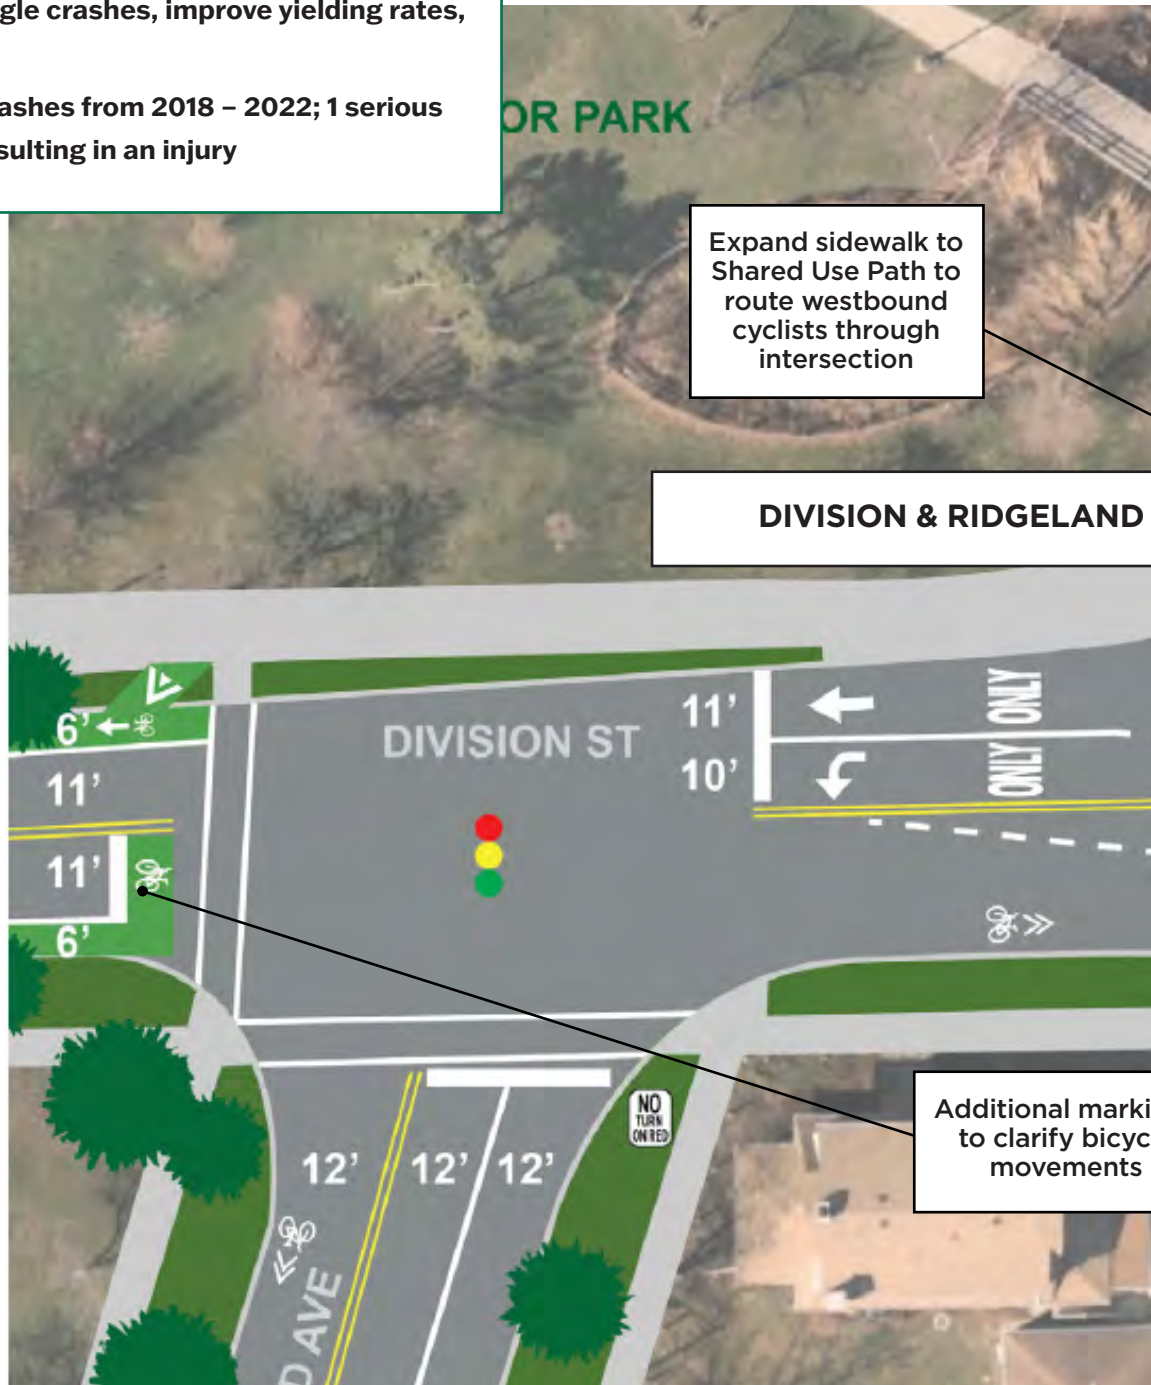 gle crashes, improve yielding rates,
ashes from 2018 – 2022; 1 serious
sulting in an injury
OR PARK
Expand sidewalk to
Shared Use Path to
route westbound
cyclists through
intersection
DIVISION & RIDGELAND
6'
11'
11'
6'
DIVISION ST
11'
10'
ONLY
ONLY
NO
TURN
ON RED
Additional marki
to clarify bicyc
movements
12'
12'
12'
D AVE